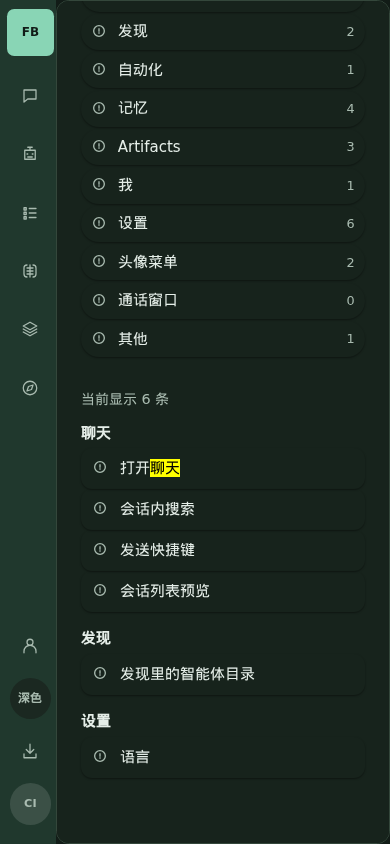 FB
发现 2
自动化 1
记忆 4
Artifacts 3
我 1
设置 6
头像菜单 2
通话窗口 0
其他 1
当前显示 6 条
聊天
打开聊天
会话内搜索
发送快捷键
会话列表预览
发现
发现里的智能体目录
设置
语言
深色
CI